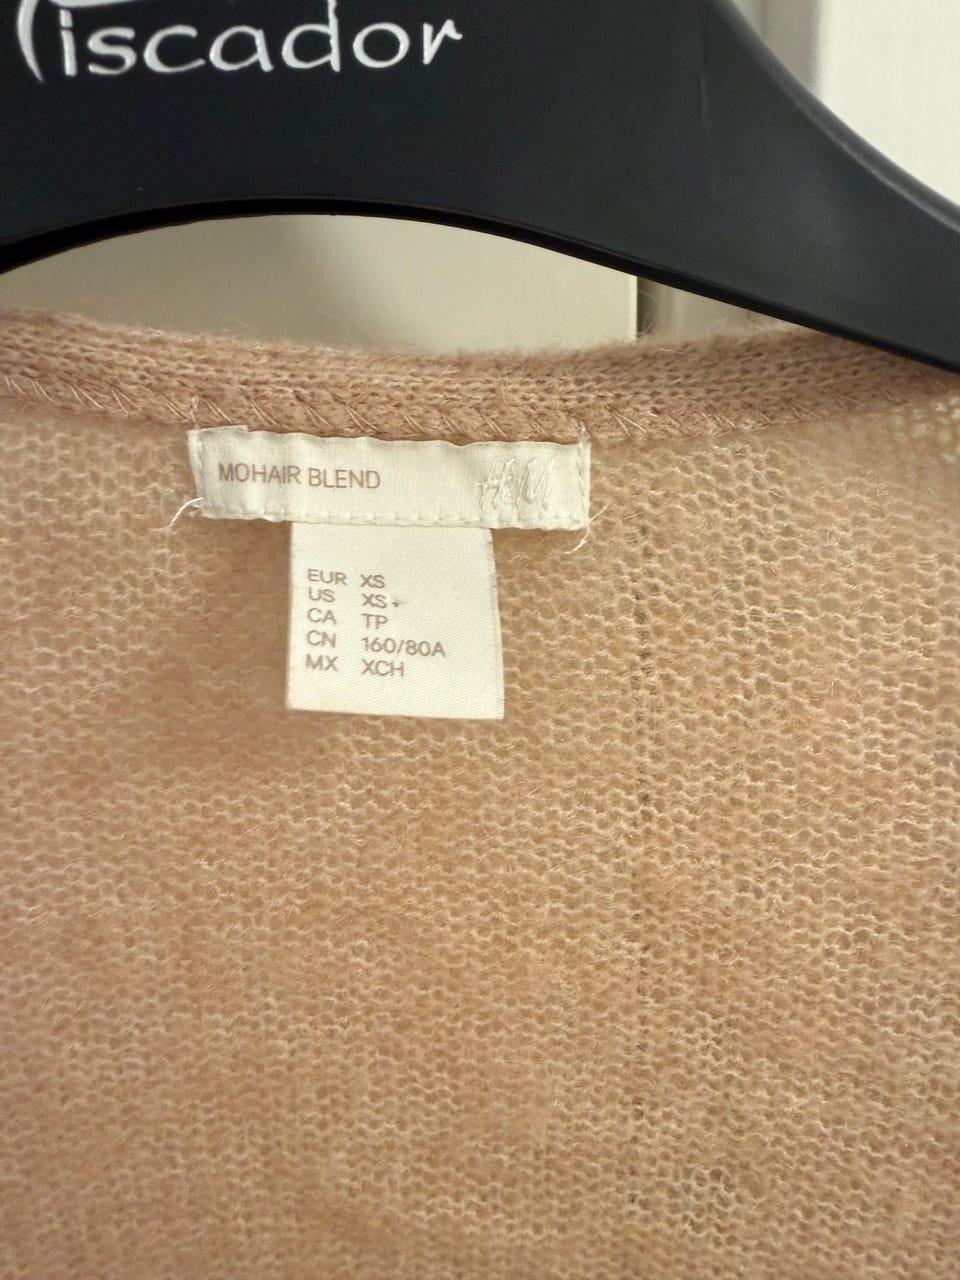 iscador
MOHAIR BLEND H&M
EUR XS
US XS
CA TP
CN 160/80A
MX XCH